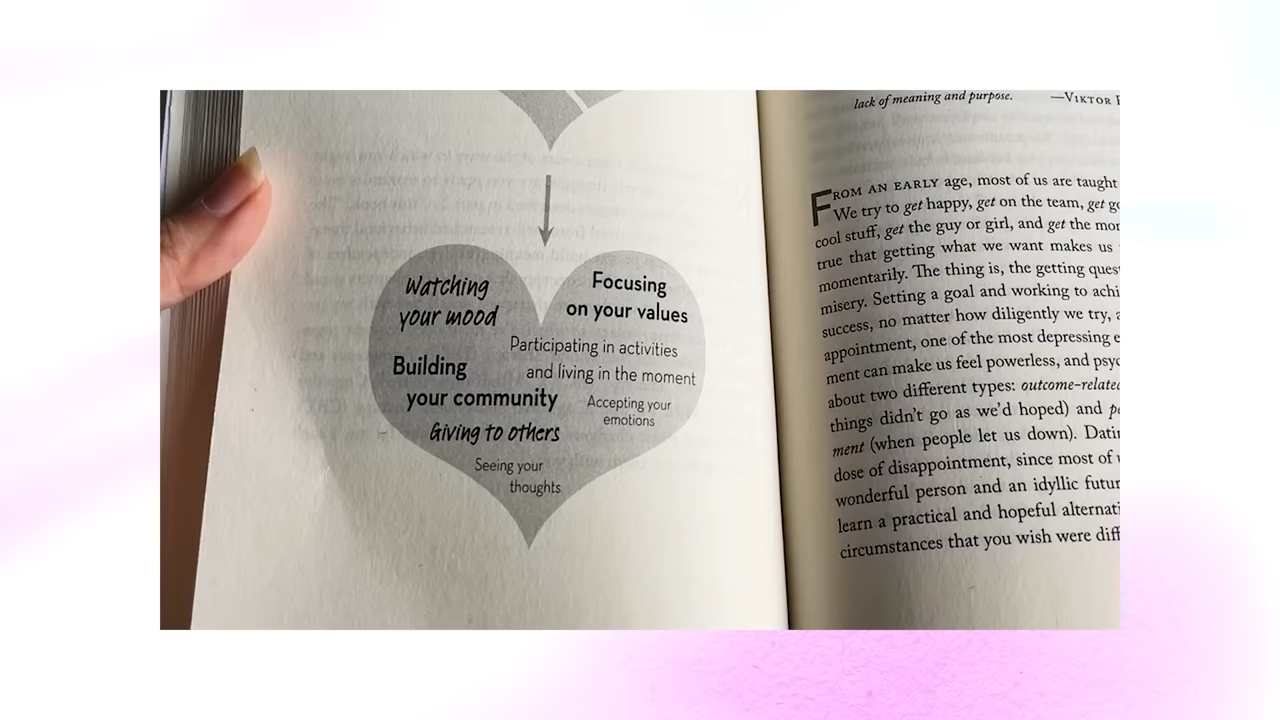 Watching
your mood
Focusing
on your values
Participating in activities
and living in the moment
Building
your community
Accepting your
emotions
Giving to others
Seeing your
thoughts
lack of meaning and purpose. —VIKTOR
FROM AN EARLY age, most of us are taught
We try to get happy, get on the team, get
cool stuff, get the guy or girl, and get the
true that getting what we want makes us
momentarily. The thing is, the getting
misery. Setting a goal and working to
success, no matter how diligently we try,
appointment, one of the most depressing
ment can make us feel powerless, and
about two different types:
things didn't go as we'd hoped) and
ment (when people let us down).
dose of disappointment, since most of
wonderful person and an idyllic
learn a practical and hopeful
circumstances that you wish were